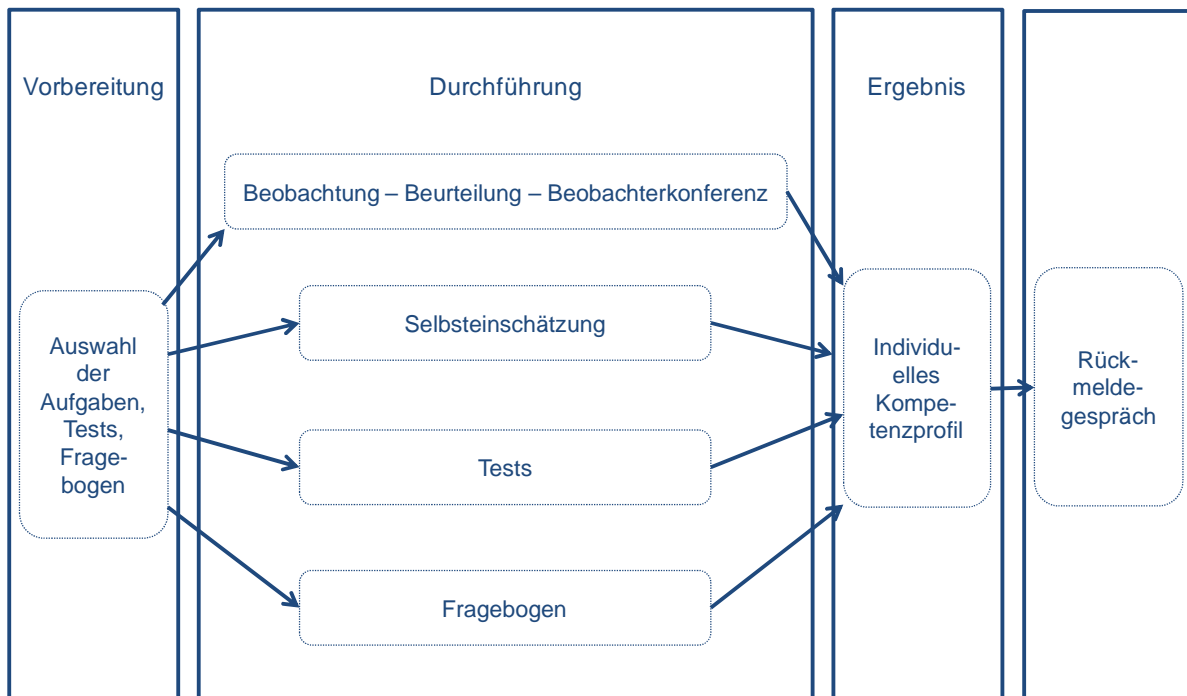 Vorbereitung
Durchführung
Ergebnis
Beobachtung – Beurteilung – Beobachterkonferenz
Auswahl
der
Aufgaben,
Tests,
Frage-
bogen
Selbsteinschätzung
Tests
Fragebogen
Individu-
elles
Kompe-
tenzprofil
Rück-
melde-
gespräch